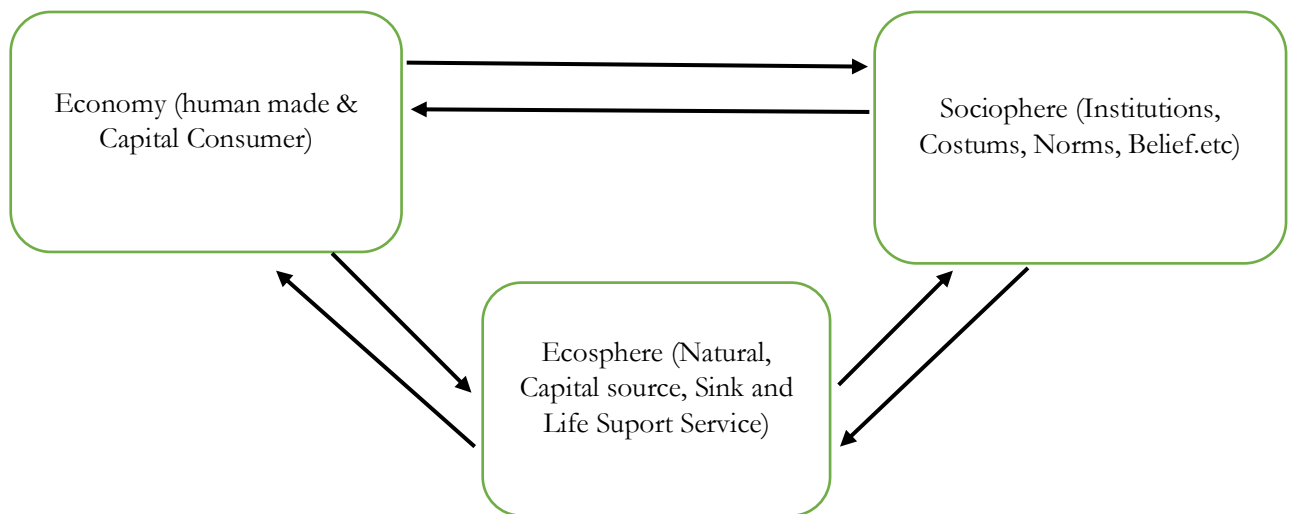 Economy (human made &
Capital Consumer)
Sociophere (Institutions,
Costums, Norms, Belief.etc)
Ecosphere (Natural,
Capital source, Sink and
Life Suport Service)